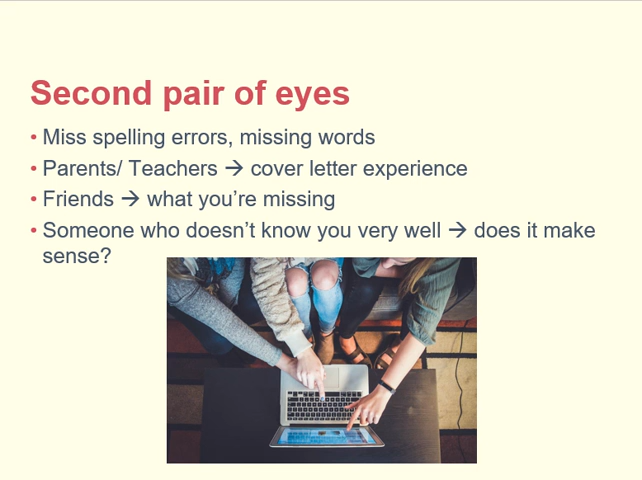 Second pair of eyes
• Miss spelling errors, missing words
• Parents/ Teachers → cover letter experience
• Friends → what you’re missing
• Someone who doesn’t know you very well → does it make
sense?